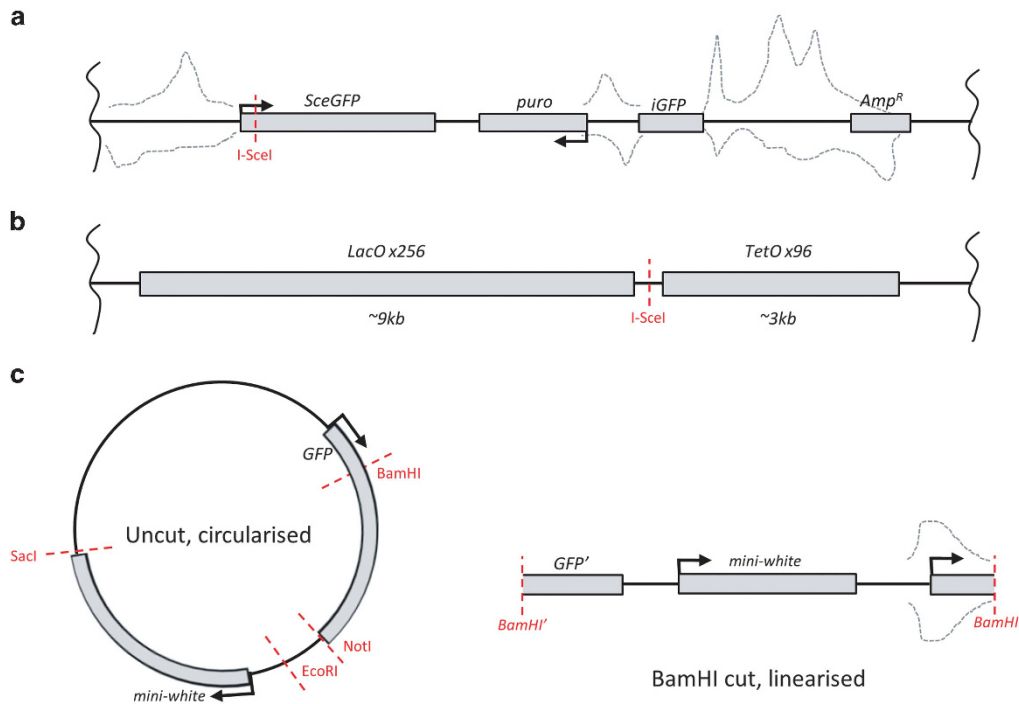 a
SceGFP
puro
iGFP
Amp^R
I-SceI
b
LacO x256
TetO x96
~9kb
I-SceI
~3kb
c
GFP
BamHI
Uncut, circularised
SacI
NotI
EcoRI
mini-white
GFP'
mini-white
BamHI'
BamHI
BamHI cut, linearised